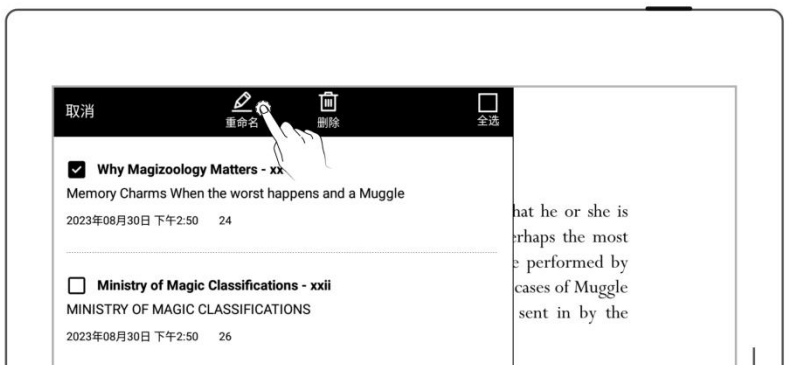 取消
重命名
删除
全选
Why Magizoology Matters - xx
Memory Charms When the worst happens and a Muggle
2023年08月30日 下午2:50 24
Ministry of Magic Classifications - xxii
MINISTRY OF MAGIC CLASSIFICATIONS
2023年08月30日 下午2:50 26
hat he or she is
erhaps the most
e performed by
cases of Muggle
sent in by the